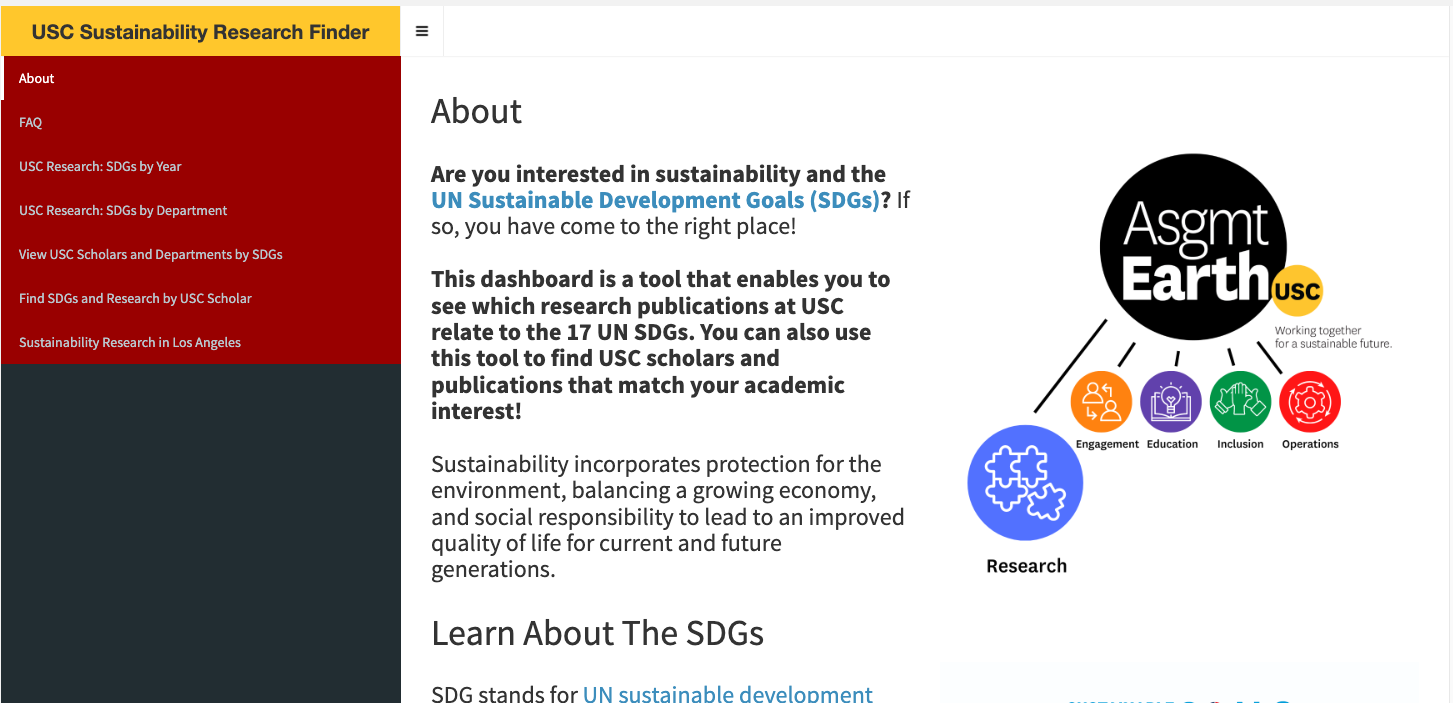 USC Sustainability Research Finder
About
FAQ
USC Research: SDGs by Year
USC Research: SDGs by Department
View USC Scholars and Departments by SDGs
Find SDGs and Research by USC Scholar
Sustainability Research in Los Angeles
About
Are you interested in sustainability and the
UN Sustainable Development Goals (SDGs)? If
so, you have come to the right place!
This dashboard is a tool that enables you to
see which research publications at USC
relate to the 17 UN SDGs. You can also use
this tool to find USC scholars and
publications that match your academic
interest!
Sustainability incorporates protection for the
environment, balancing a growing economy,
and social responsibility to lead to an improved
quality of life for current and future
generations.
Learn About The SDGs
SDG stands for UN sustainable development
Asgmt
Earth
USC
Working together
for a sustainable future.
Engagement
Education
Inclusion
Operations
Research